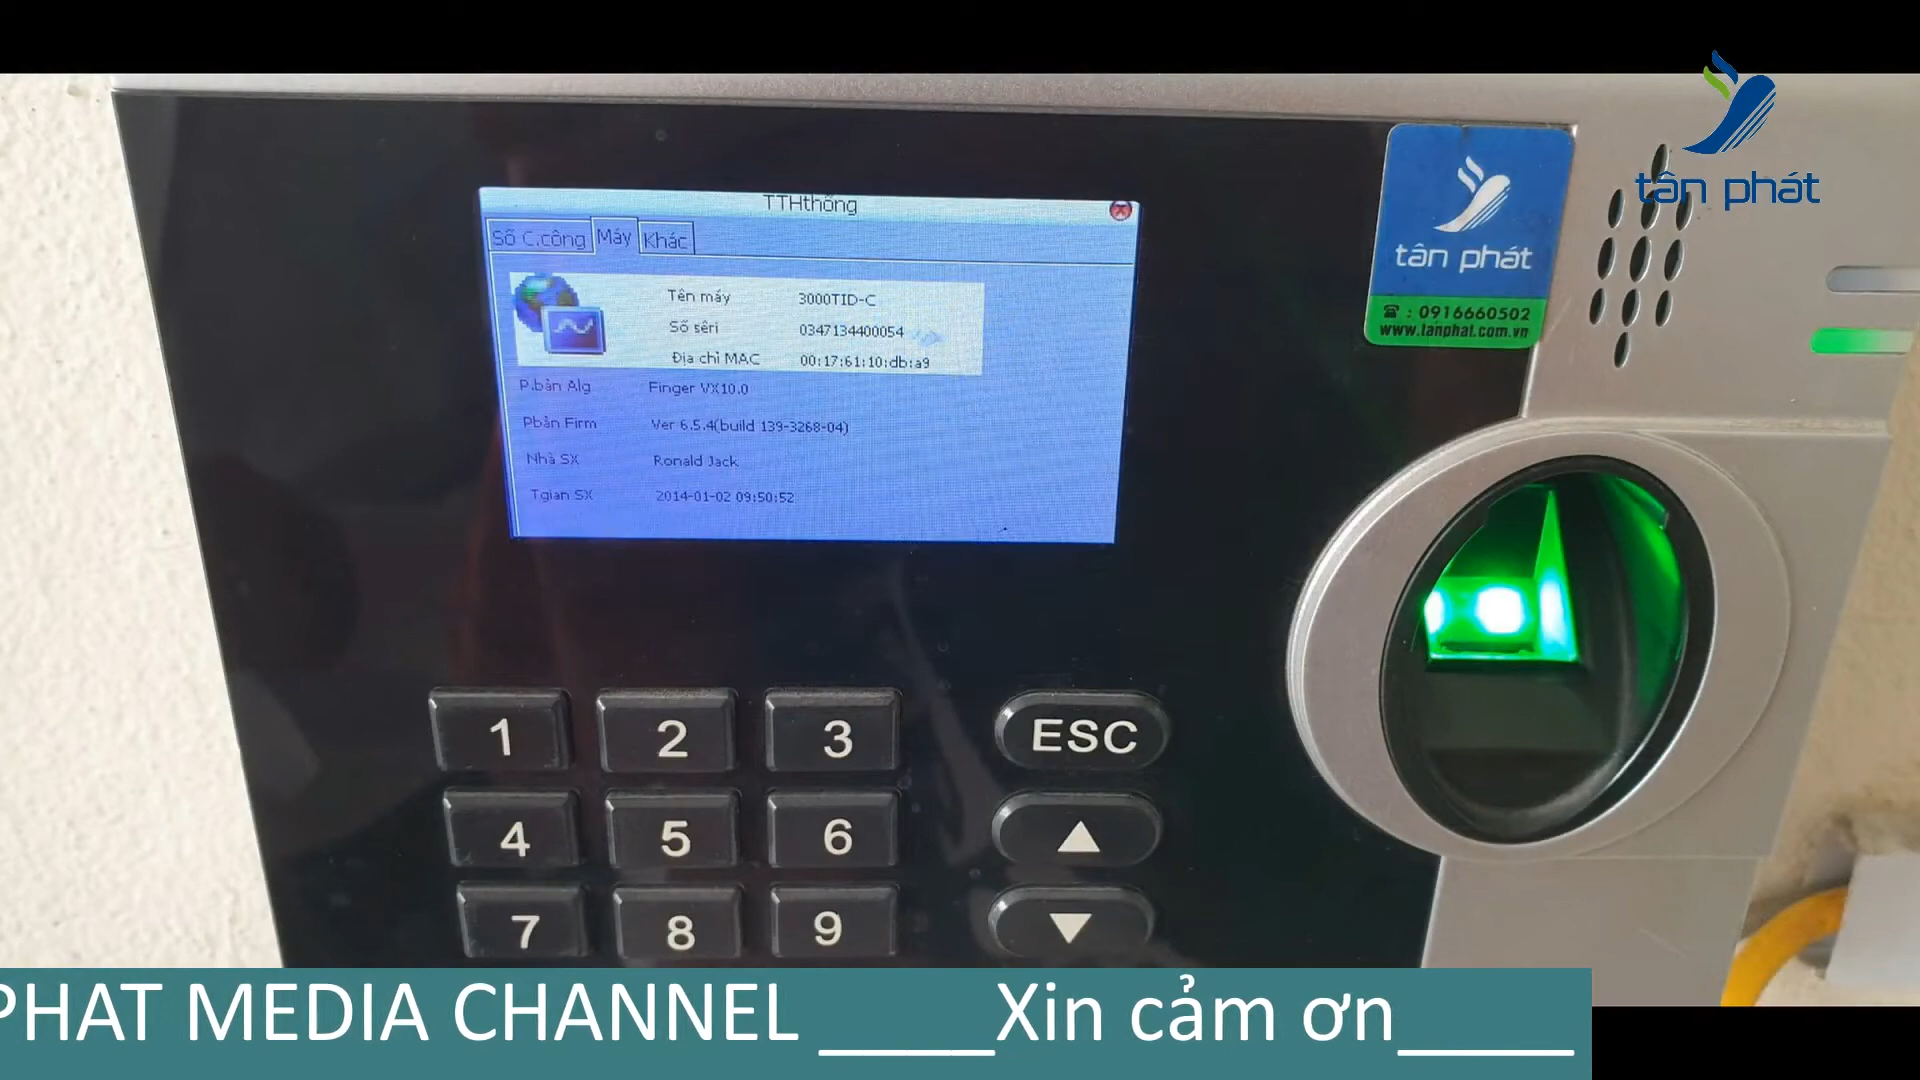 TTHthống
Số C.công Máy Khác
Tên máy 3000TID-C
Số sêri 0347134400054
Địa chỉ MAC 00:17:61:10:db:a9
P.bản Alg Finger VX10.0
Pbản Firm Ver 6.5.4(build 139-3268-04)
Nhà SX Ronald Jack
Tgian SX 2014-01-02 09:50:52
tân phát
☎ : 0916660502
www.tanphat.com.vn
tân phát
1 2 3 ESC
4 5 6 ▲
7 8 9 ▼
PHAT MEDIA CHANNEL _____Xin cảm ơn_____